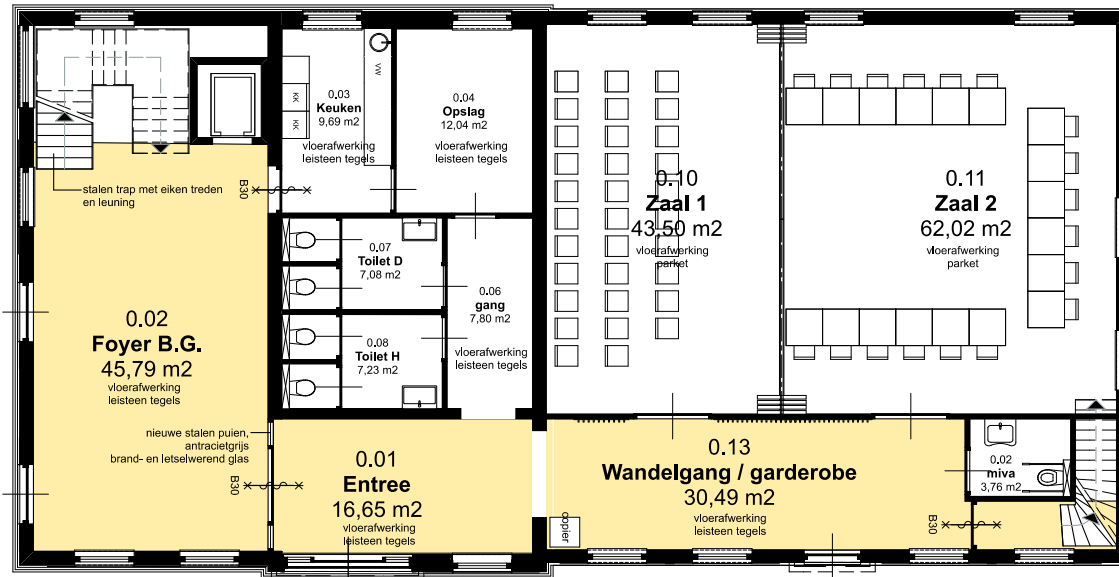 0.03
Keuken
9,69 m2
vloerafwerking
leisteen tegels
KK
KK
VW
0.04
Opslag
12,04 m2
vloerafwerking
leisteen tegels
0.10
Zaal 1
43,50 m2
vloerafwerking
parket
0.11
Zaal 2
62,02 m2
vloerafwerking
parket
stalen trap met eiken treden
en leuning
B30
0.07
Toilet D
7,08 m2
0.06
gang
7,80 m2
vloerafwerking
leisteen tegels
0.08
Toilet H
7,23 m2
0.02
Foyer B.G.
45,79 m2
vloerafwerking
leisteen tegels
nieuwe stalen puien,
antracietgrijs
brand- en letselwerend glas
B30
0.01
Entree
16,65 m2
vloerafwerking
leisteen tegels
0.13
Wandelgang / garderobe
30,49 m2
vloerafwerking
leisteen tegels
copier
0.02
miva
3,76 m2
B30